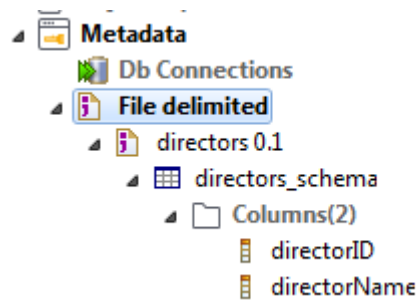 Metadata
Db Connections
File delimited
directors 0.1
directors_schema
Columns(2)
directorID
directorName